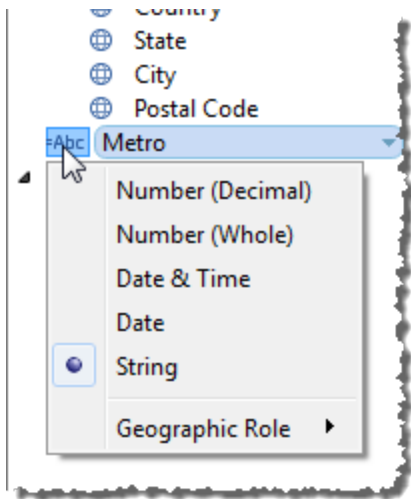 Country
State
City
Postal Code
=Abc Metro
Number (Decimal)
Number (Whole)
Date & Time
Date
String
Geographic Role